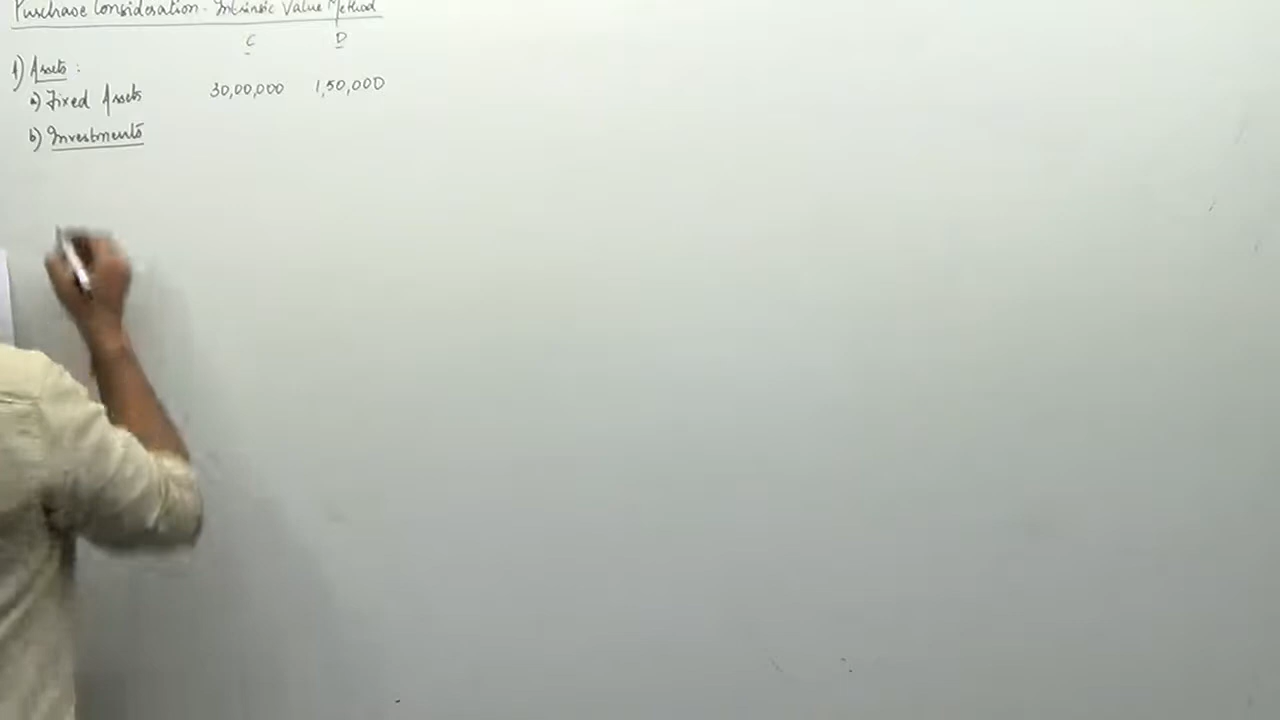 Purchase Consideration - Intrinsic Value Method
C D
1) Assets :
a) Fixed Assets 30,00,000 1,50,000
b) Investments